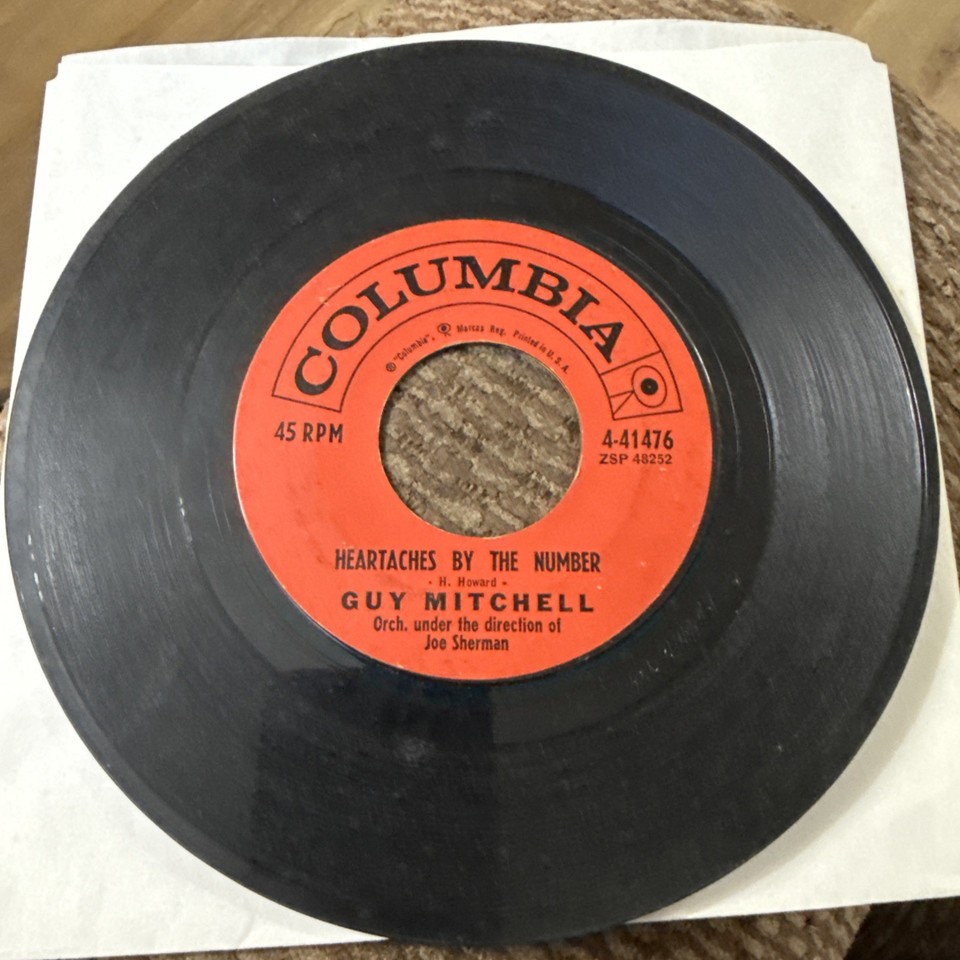 COLUMBIA
® "Columbia", Marcas Reg. Printed in U. S. A.
45 RPM
4-41476
ZSP 48252
HEARTACHES BY THE NUMBER
- H. Howard -
GUY MITCHELL
Orch. under the direction of
Joe Sherman